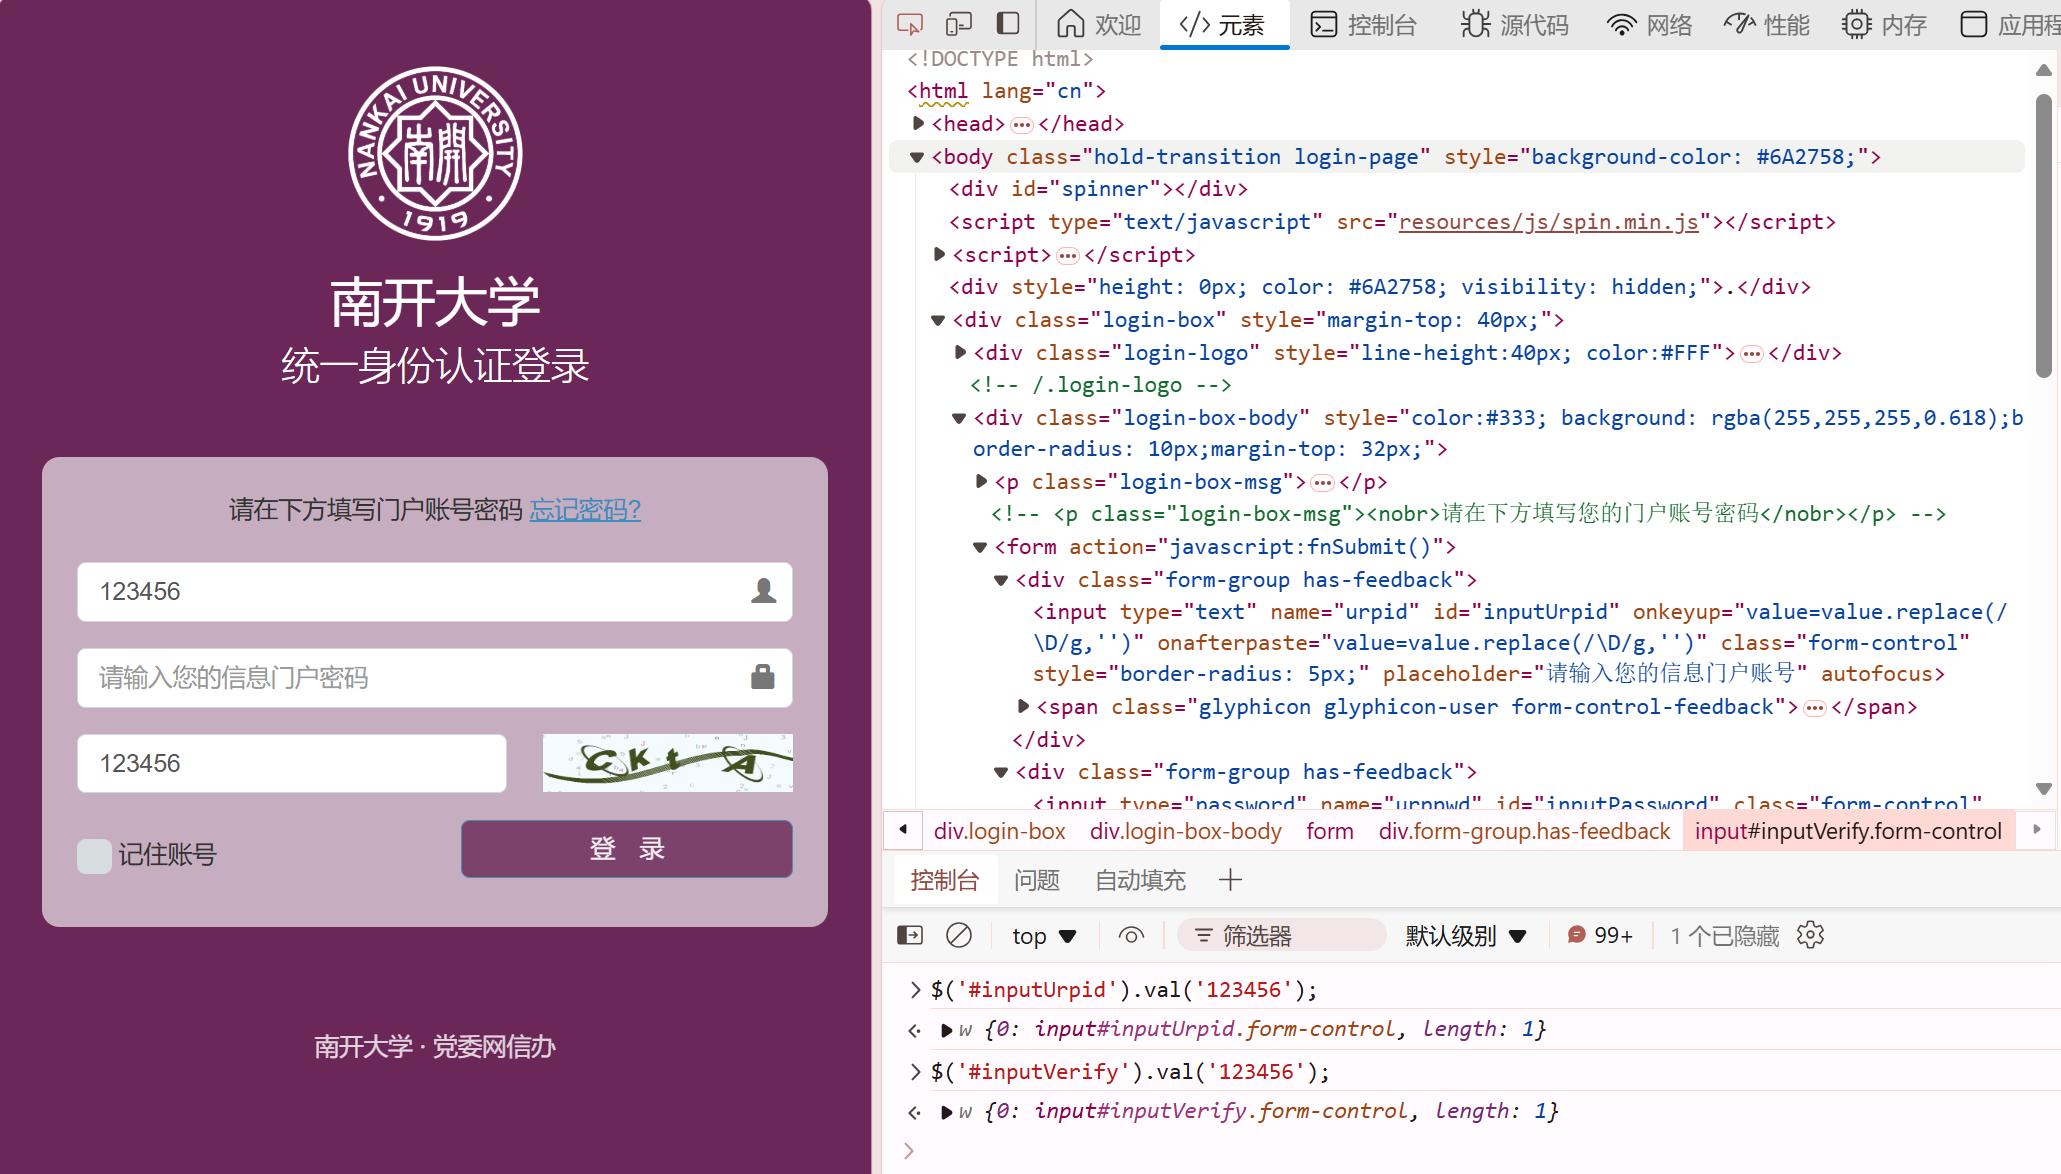 NANKAI UNIVERSITY
南開
1919
南开大学
统一身份认证登录
请在下方填写门户账号密码 忘记密码?
123456
请输入您的信息门户密码
123456
CktA
记住账号
登 录
南开大学 · 党委网信办
欢迎
</> 元素
控制台
源代码
网络
性能
内存
应用程
<!DOCTYPE html>
<html lang="cn">
<head>…</head>
<body class="hold-transition login-page" style="background-color: #6A2758;">
<div id="spinner"></div>
<script type="text/javascript" src="resources/js/spin.min.js"></script>
<script>…</script>
<div style="height: 0px; color: #6A2758; visibility: hidden;">.</div>
<div class="login-box" style="margin-top: 40px;">
<div class="login-logo" style="line-height:40px; color:#FFF">…</div>
<!-- /.login-logo -->
<div class="login-box-body" style="color:#333; background: rgba(255,255,255,0.618);b
order-radius: 10px;margin-top: 32px;">
<p class="login-box-msg">…</p>
<!-- <p class="login-box-msg"><nobr>请在下方填写您的门户账号密码</nobr></p> -->
<form action="javascript:fnSubmit()">
<div class="form-group has-feedback">
<input type="text" name="urpid" id="inputUrpid" onkeyup="value=value.replace(/
\D/g,'')" onafterpaste="value=value.replace(/\D/g,'')" class="form-control"
style="border-radius: 5px;" placeholder="请输入您的信息门户账号" autofocus>
<span class="glyphicon glyphicon-user form-control-feedback">…</span>
</div>
<div class="form-group has-feedback">
<input type="password" name="urppwd" id="inputPassword" class="form-control"
div.login-box div.login-box-body form div.form-group.has-feedback input#inputVerify.form-control
控制台 问题 自动填充
top 筛选器 默认级别 99+ 1 个已隐藏
$('#inputUrpid').val('123456');
w {0: input#inputUrpid.form-control, length: 1}
$('#inputVerify').val('123456');
w {0: input#inputVerify.form-control, length: 1}